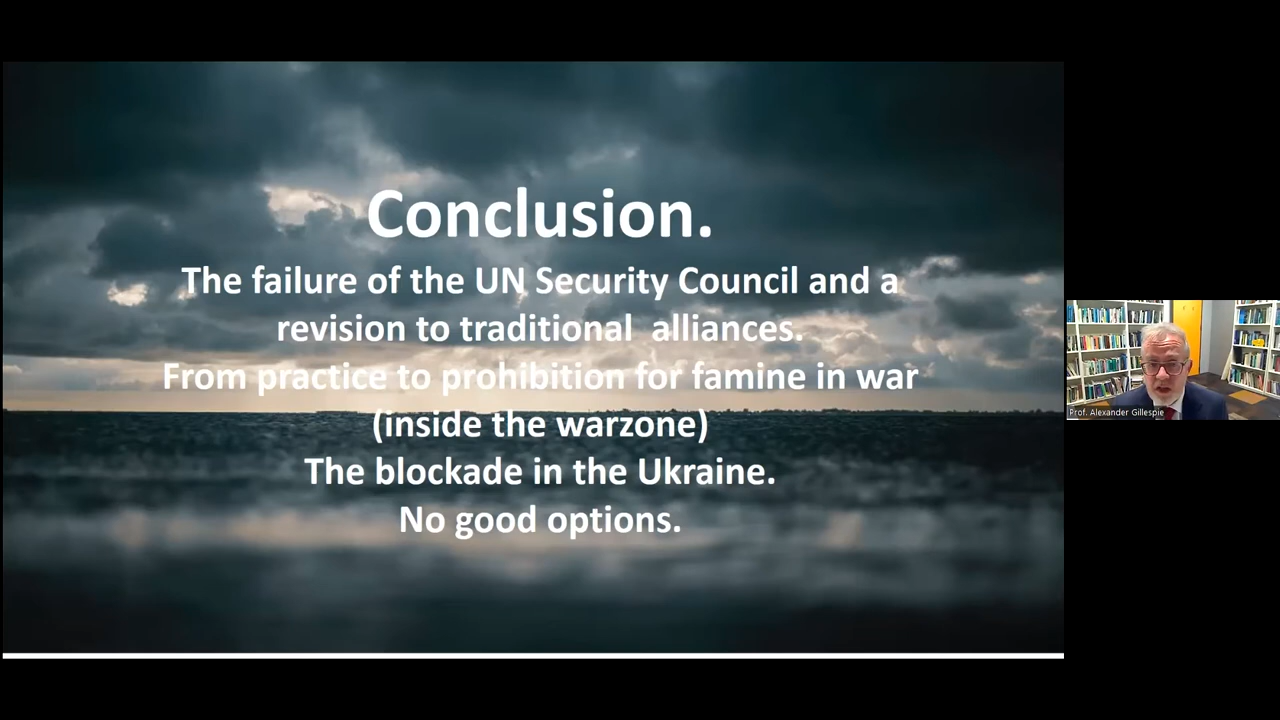 Conclusion.
The failure of the UN Security Council and a
revision to traditional alliances.
From practice to prohibition for famine in war
(inside the warzone)
The blockade in the Ukraine.
No good options.
Prof. Alexander Gillespie